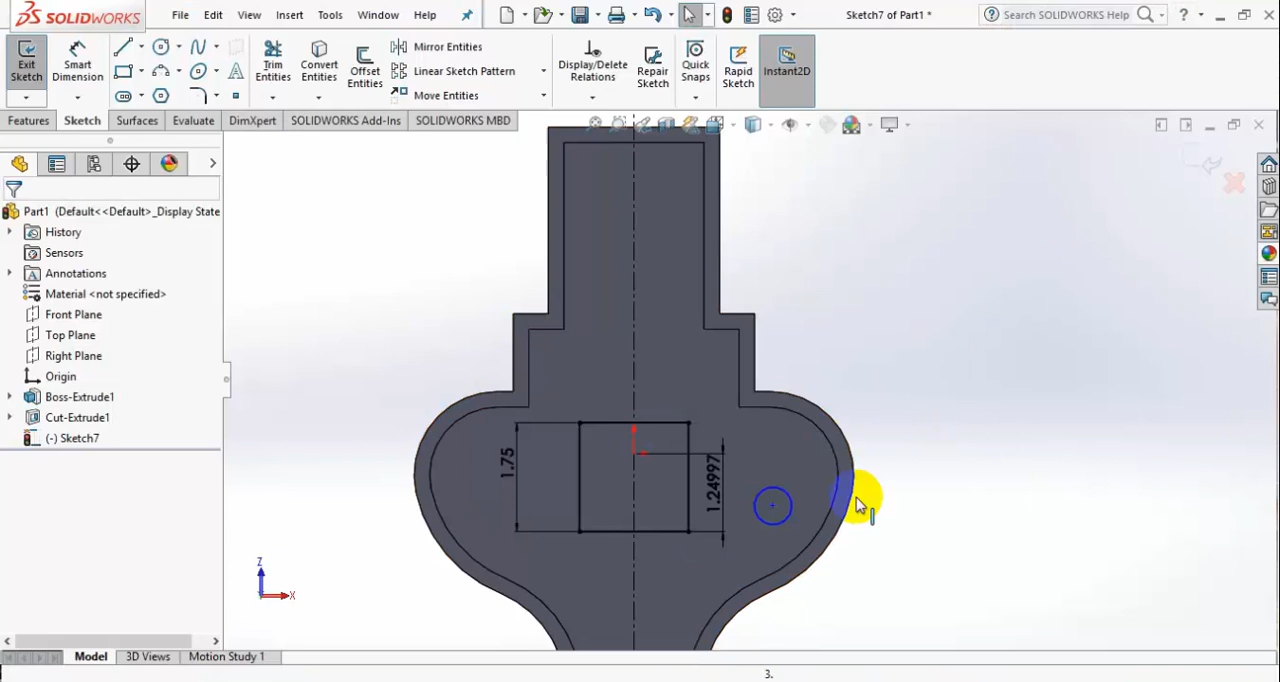 SOLIDWORKS File Edit View Insert Tools Window Help Sketch7 of Part1 * Search SOLIDWORKS Help ?
Exit Sketch Smart Dimension Trim Entities Convert Entities Offset Entities Mirror Entities Linear Sketch Pattern Move Entities Display/Delete Relations Repair Sketch Quick Snaps Rapid Sketch Instant2D
Features Sketch Surfaces Evaluate DimXpert SOLIDWORKS Add-Ins SOLIDWORKS MBD
Part1 (Default<<Default>_Display State
History
Sensors
Annotations
Material <not specified>
Front Plane
Top Plane
Right Plane
Origin
Boss-Extrude1
Cut-Extrude1
(-) Sketch7
1.75
1.24997
Z
X
Model 3D Views Motion Study 1
3.